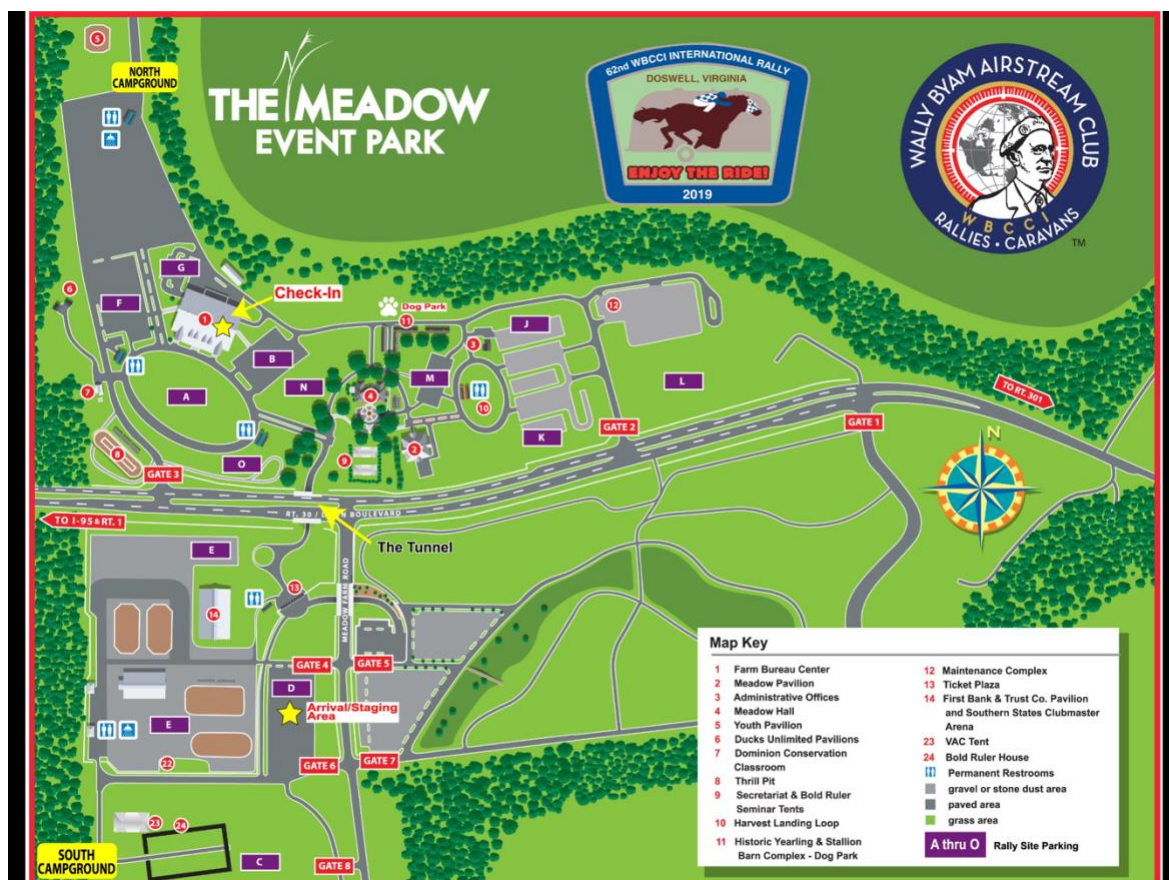 5
NORTH
CAMPGROUND
THE MEADOW
EVENT PARK
62nd WBCCI INTERNATIONAL RALLY
DOSWELL, VIRGINIA
ENJOY THE RIDE!
2019
WALLY BYAM AIRSTREAM CLUB
WBCCI
RALLIES • CARAVANS
TM
G
6
F
Check-In
1
Dog Park
11
12
J
3
B
N
M
L
TO RT. 301
7
A
4
10
K
GATE 2
GATE 1
8
O
9
2
GATE 3
N
TO I-95 & RT. 1
RT. 30 /
BOULEVARD
The Tunnel
E
14
13
MEADOW FARM ROAD
GATE 4
GATE 5
D
Arrival/Staging
Area
E
22
GATE 6
GATE 7
23
24
SOUTH
CAMPGROUND
C
GATE 8
Map Key
1 Farm Bureau Center
2 Meadow Pavilion
3 Administrative Offices
4 Meadow Hall
5 Youth Pavilion
6 Ducks Unlimited Pavilions
7 Dominion Conservation
Classroom
8 Thrill Pit
9 Secretariat & Bold Ruler
Seminar Tents
10 Harvest Landing Loop
11 Historic Yearling & Stallion
Barn Complex - Dog Park
12 Maintenance Complex
13 Ticket Plaza
14 First Bank & Trust Co. Pavilion
and Southern States Clubmaster
Arena
23 VAC Tent
24 Bold Ruler House
Permanent Restrooms
gravel or stone dust area
paved area
grass area
A thru O Rally Site Parking